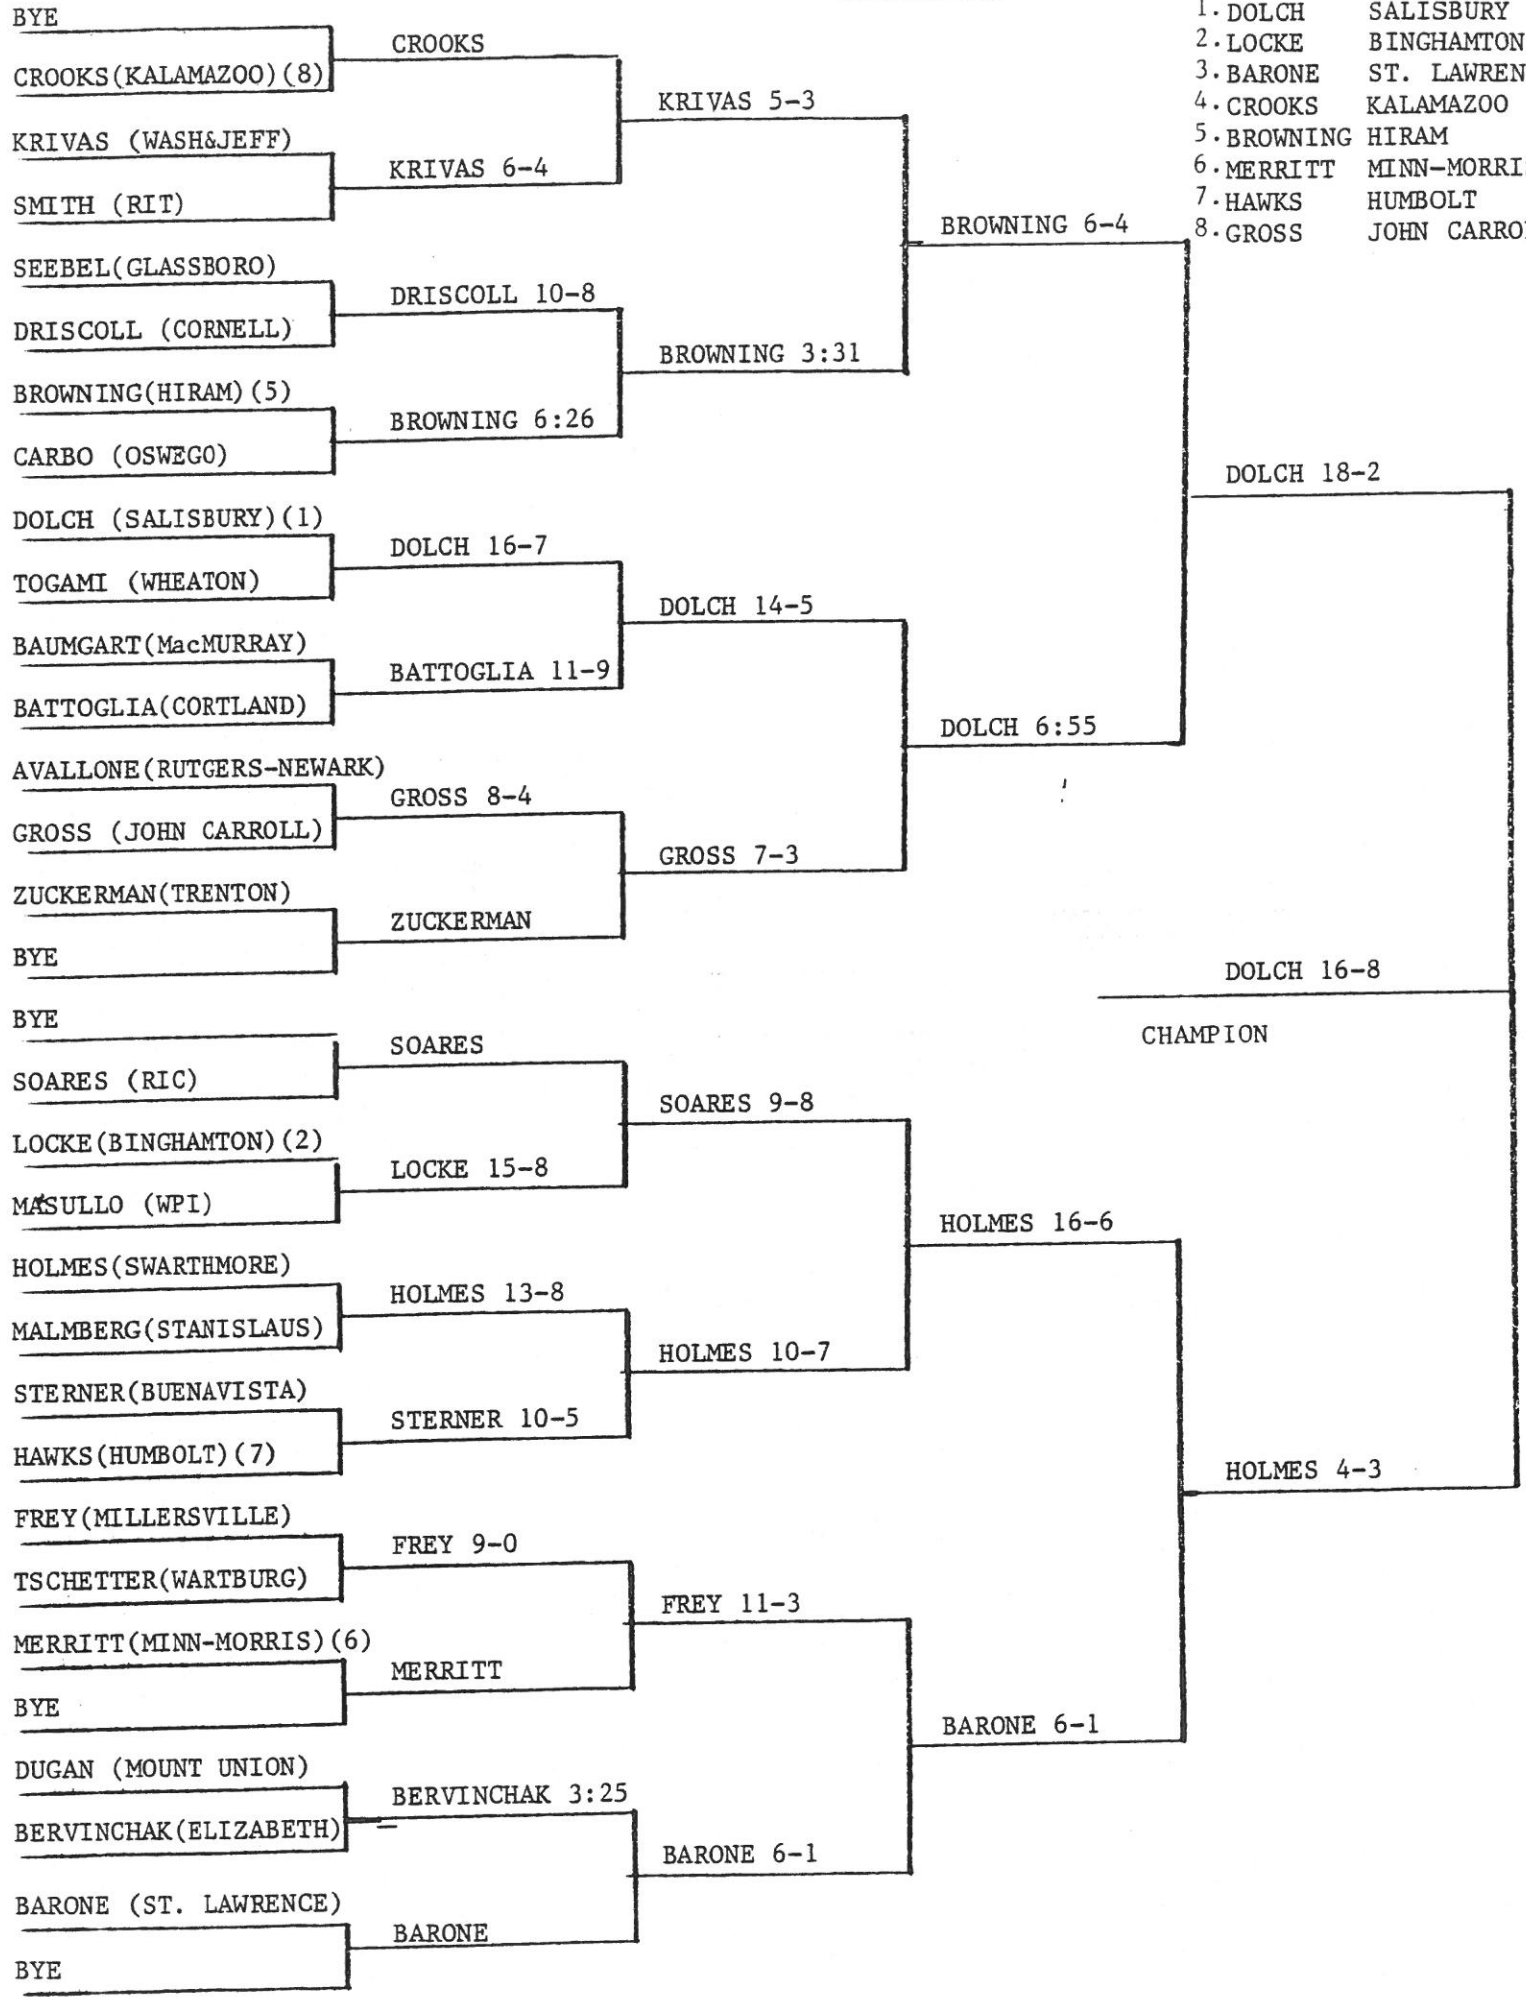 BYE
CROOKS(KALAMAZOO)(8)
KRIVAS (WASH&JEFF)
SMITH (RIT)
SEEBEL(GLASSBORO)
DRISCOLL (CORNELL)
BROWNING(HIRAM)(5)
CARBO (OSWEGO)
DOLCH (SALISBURY)(1)
TOGAMI (WHEATON)
BAUMGART(MacMURRAY)
BATTOGLIA(CORTLAND)
AVALLONE(RUTGERS-NEWARK)
GROSS (JOHN CARROLL)
ZUCKERMAN(TRENTON)
BYE
BYE
SOARES (RIC)
LOCKE(BINGHAMTON)(2)
MASULLO (WPI)
HOLMES(SWARTHMORE)
MALMBERG(STANISLAUS)
STERNER(BUENAVISTA)
HAWKS(HUMBOLT)(7)
FREY(MILLERSVILLE)
TSCHETTER(WARTBURG)
MERRITT(MINN-MORRIS)(6)
BYE
DUGAN (MOUNT UNION)
BERVINCHAK(ELIZABETH)
BARONE (ST. LAWRENCE)
BYE
CROOKS
KRIVAS 6-4
DRISCOLL 10-8
BROWNING 6:26
DOLCH 16-7
BATTOGLIA 11-9
GROSS 8-4
ZUCKERMAN
SOARES
LOCKE 15-8
HOLMES 13-8
STERNER 10-5
FREY 9-0
MERRITT
BERVINCHAK 3:25
BARONE
KRIVAS 5-3
BROWNING 3:31
DOLCH 14-5
GROSS 7-3
SOARES 9-8
HOLMES 10-7
FREY 11-3
BARONE 6-1
BROWNING 6-4
DOLCH 6:55
HOLMES 16-6
BARONE 6-1
DOLCH 18-2
HOLMES 4-3
DOLCH 16-8
CHAMPION
1. DOLCH SALISBURY
2. LOCKE BINGHAMTON
3. BARONE ST. LAWREN
4. CROOKS KALAMAZOO
5. BROWNING HIRAM
6. MERRITT MINN-MORRI
7. HAWKS HUMBOLT
8. GROSS JOHN CARRO